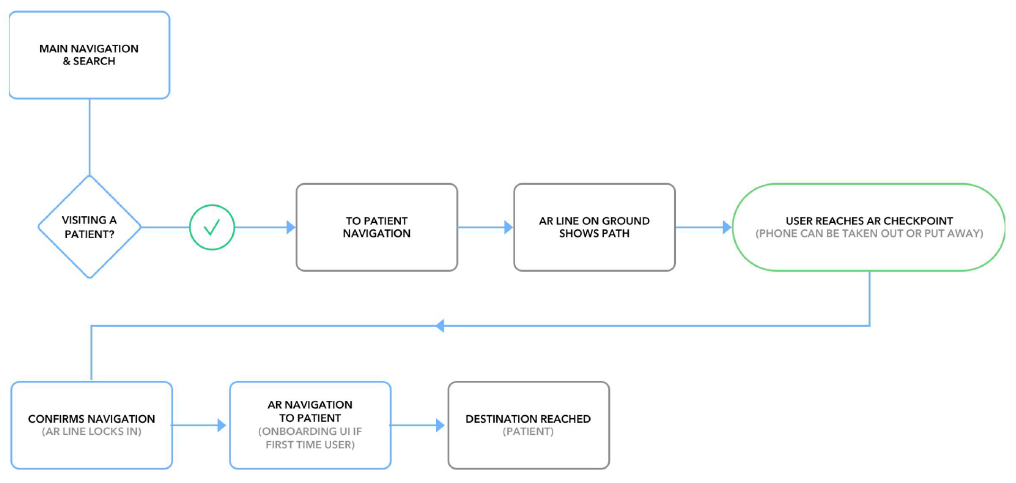 MAIN NAVIGATION
& SEARCH
VISITING A
PATIENT?
TO PATIENT
NAVIGATION
AR LINE ON GROUND
SHOWS PATH
USER REACHES AR CHECKPOINT
(PHONE CAN BE TAKEN OUT OR PUT AWAY)
CONFIRMS NAVIGATION
(AR LINE LOCKS IN)
AR NAVIGATION
TO PATIENT
(ONBOARDING UI IF
FIRST TIME USER)
DESTINATION REACHED
(PATIENT)